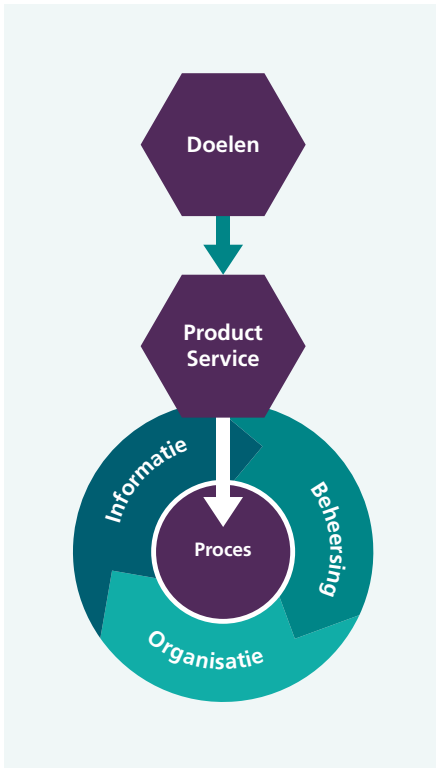 Doelen
Product
Service
Informatie
Beheersing
Proces
Organisatie